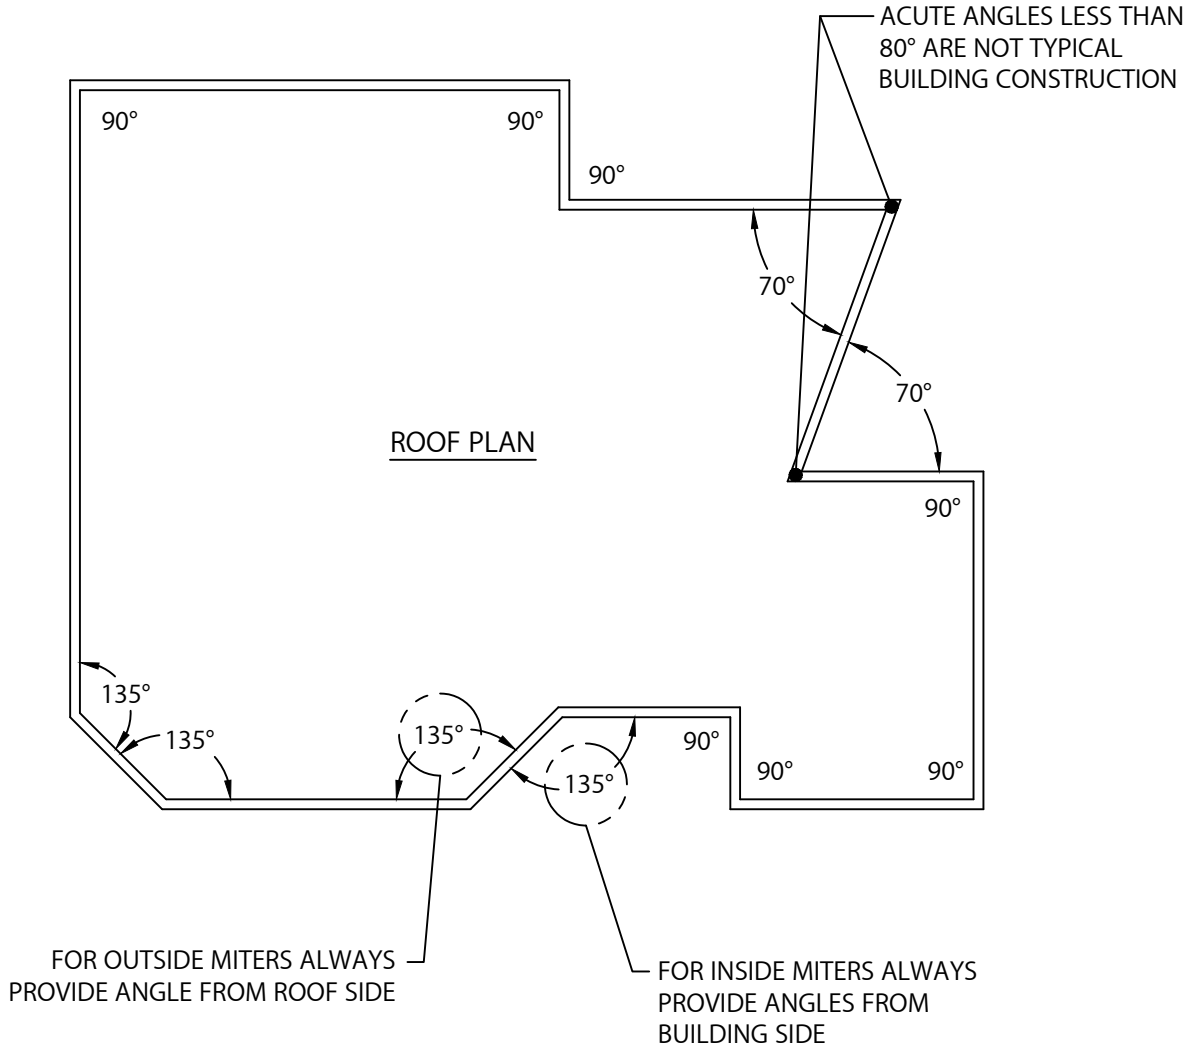 ACUTE ANGLES LESS THAN
80° ARE NOT TYPICAL
BUILDING CONSTRUCTION
90°
90°
90°
70°
70°
ROOF PLAN
90°
135°
135°
135°
135°
90°
90°
90°
FOR OUTSIDE MITERS ALWAYS
PROVIDE ANGLE FROM ROOF SIDE
FOR INSIDE MITERS ALWAYS
PROVIDE ANGLES FROM
BUILDING SIDE